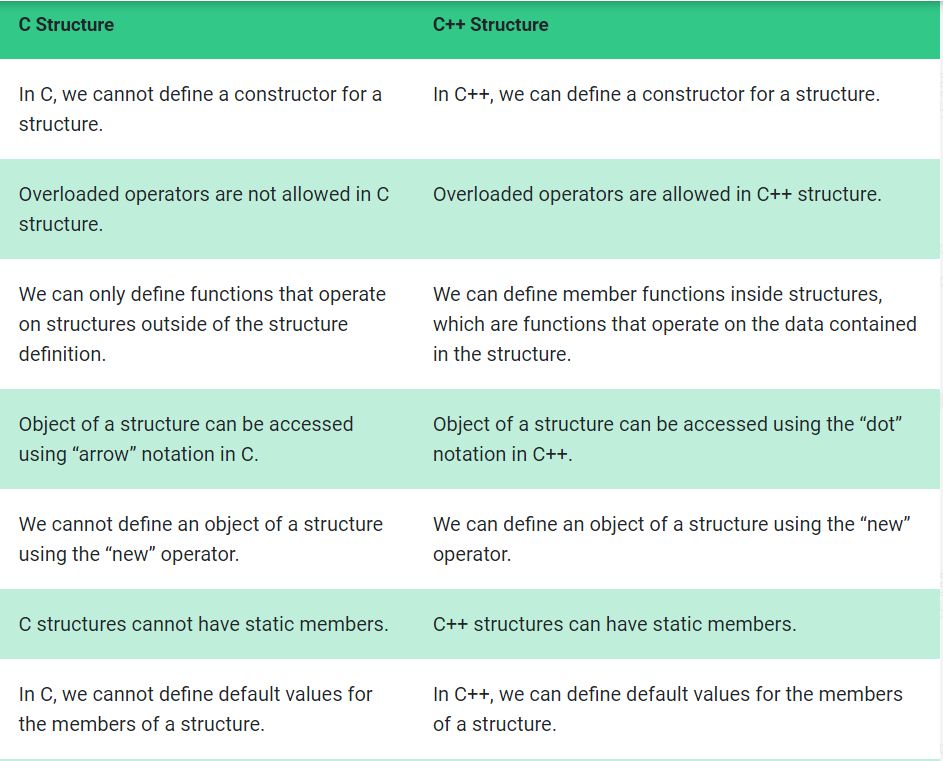 C Structure
C++ Structure
In C, we cannot define a constructor for a
structure.
In C++, we can define a constructor for a structure.
Overloaded operators are not allowed in C
structure.
Overloaded operators are allowed in C++ structure.
We can only define functions that operate
on structures outside of the structure
definition.
We can define member functions inside structures,
which are functions that operate on the data contained
in the structure.
Object of a structure can be accessed
using “arrow” notation in C.
Object of a structure can be accessed using the “dot”
notation in C++.
We cannot define an object of a structure
using the “new” operator.
We can define an object of a structure using the “new”
operator.
C structures cannot have static members.
C++ structures can have static members.
In C, we cannot define default values for
the members of a structure.
In C++, we can define default values for the members
of a structure.